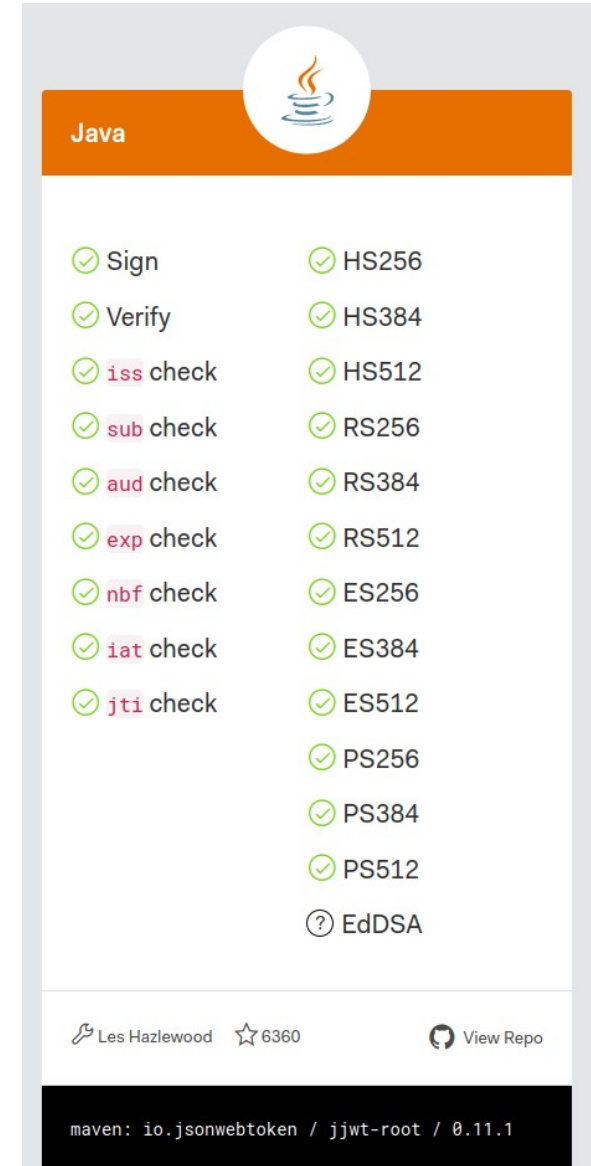 Java
Sign
Verify
iss check
sub check
aud check
exp check
nbf check
iat check
jti check
HS256
HS384
HS512
RS256
RS384
RS512
ES256
ES384
ES512
PS256
PS384
PS512
? EdDSA
Les Hazlewood 6360 View Repo
maven: io.jsonwebtoken / jjwt-root / 0.11.1